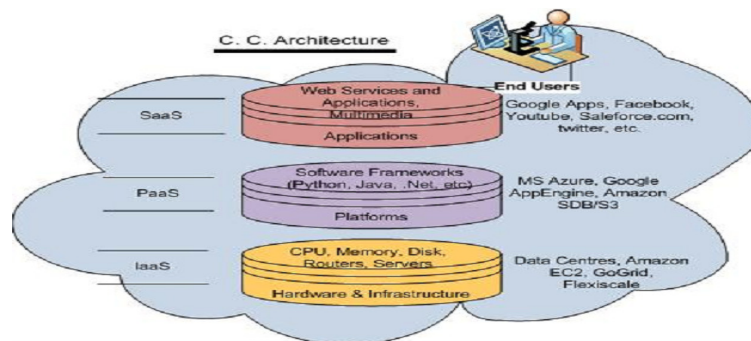 C. C. Architecture
End Users
SaaS
Web Services and
Applications,
Multimedia
Applications
Google Apps, Facebook,
Youtube, Saleforce.com,
twitter, etc.
PaaS
Software Frameworks
(Python, Java, .Net, etc)
Platforms
MS Azure, Google
AppEngine, Amazon
SDB/S3
IaaS
CPU, Memory, Disk,
Routers, Servers
Hardware & Infrastructure
Data Centres, Amazon
EC2, GoGrid,
Flexiscale